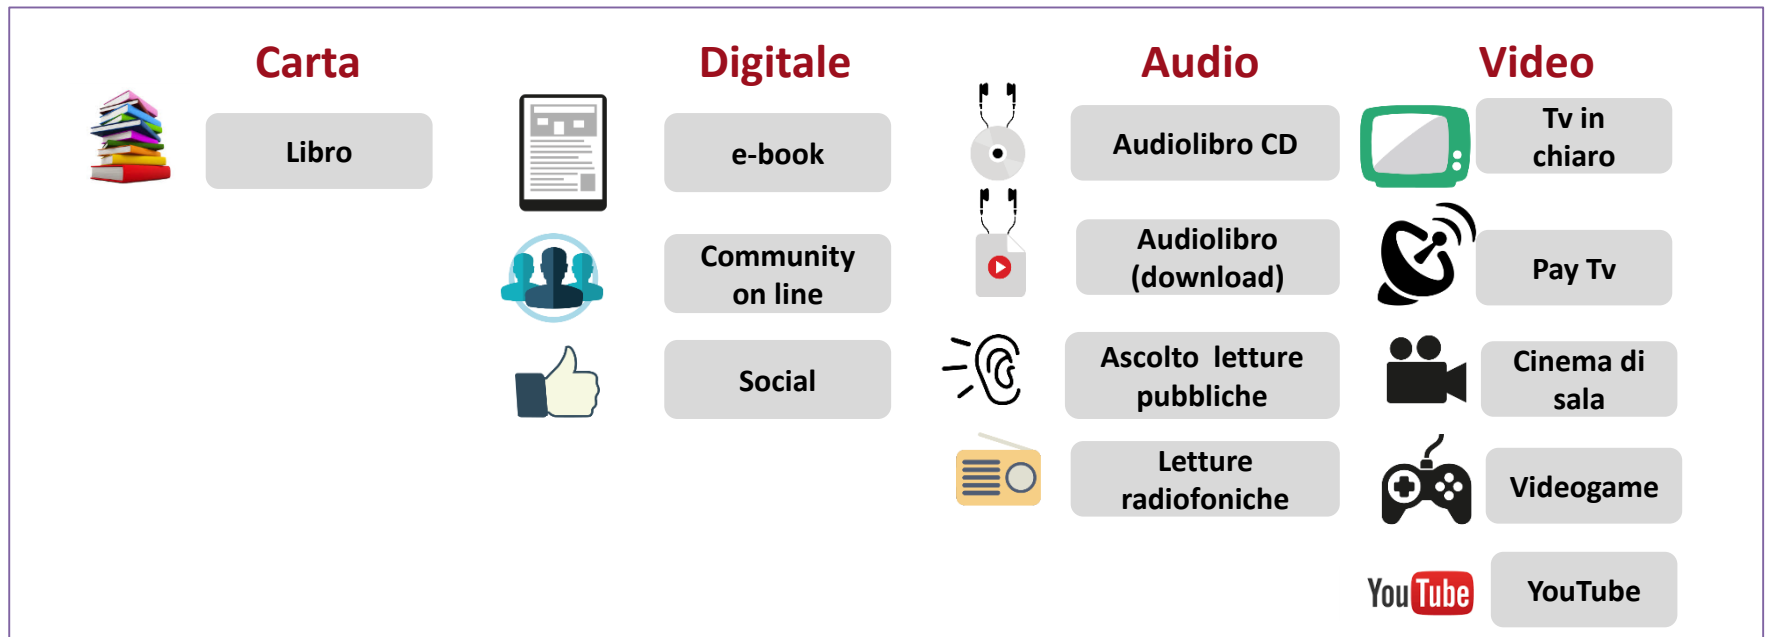 Carta
Libro
Digitale
e-book
Community
on line
Social
Audio
Audiolibro CD
Audiolibro
(download)
Ascolto letture
pubbliche
Letture
radiofoniche
Video
Tv in
chiaro
Pay Tv
Cinema di
sala
Videogame
YouTube
YouTube